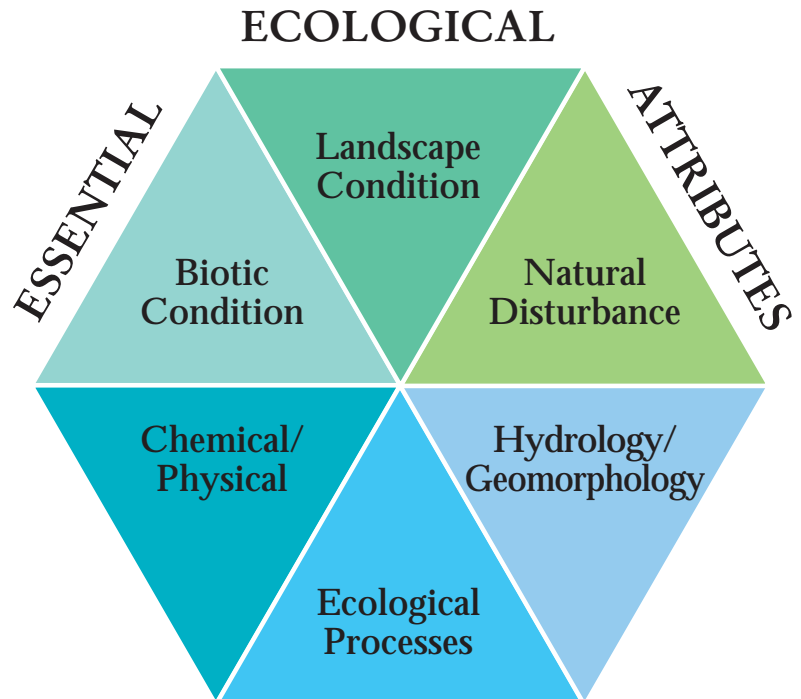 ESSENTIAL
ECOLOGICAL
ATTRIBUTES
Landscape
Condition
Biotic
Condition
Natural
Disturbance
Chemical/
Physical
Hydrology/
Geomorphology
Ecological
Processes